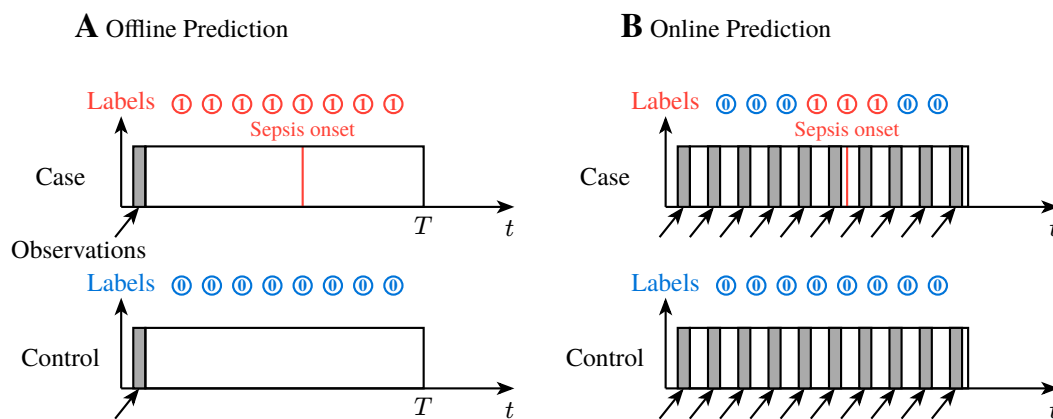 A Offline Prediction
Labels 1 1 1 1 1 1 1 1
Sepsis onset
Case
T t
Observations
Labels 0 0 0 0 0 0 0 0
Control
T t
B Online Prediction
Labels 0 0 0 1 1 1 0 0
Sepsis onset
Case
t
Labels 0 0 0 0 0 0 0 0
Control
t